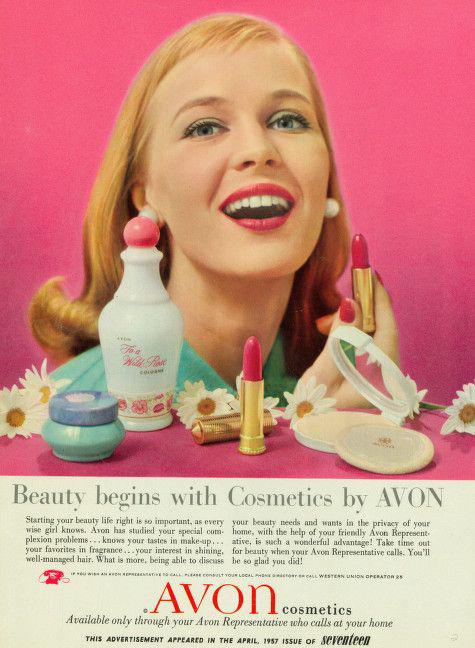 AVON
To a
Wild Rose
COLOGNE
AVON
Beauty begins with Cosmetics by AVON
Starting your beauty life right is so important, as every
wise girl knows. Avon has studied your special com-
plexion problems . . . knows your tastes in make-up . . .
your favorites in fragrance . . . your interest in shining,
well-managed hair. What is more, being able to discuss
your beauty needs and wants in the privacy of your
home, with the help of your friendly Avon Represent-
ative, is such a wonderful advantage! Take time out
for beauty when your Avon Representative calls. You'll
be so glad you did!
IF YOU WISH AN AVON REPRESENTATIVE TO CALL, PLEASE CONSULT YOUR LOCAL PHONE DIRECTORY OR CALL WESTERN UNION OPERATOR 25
AVON cosmetics
Available only through your Avon Representative who calls at your home
THIS ADVERTISEMENT APPEARED IN THE APRIL, 1957 ISSUE OF seventeen
2